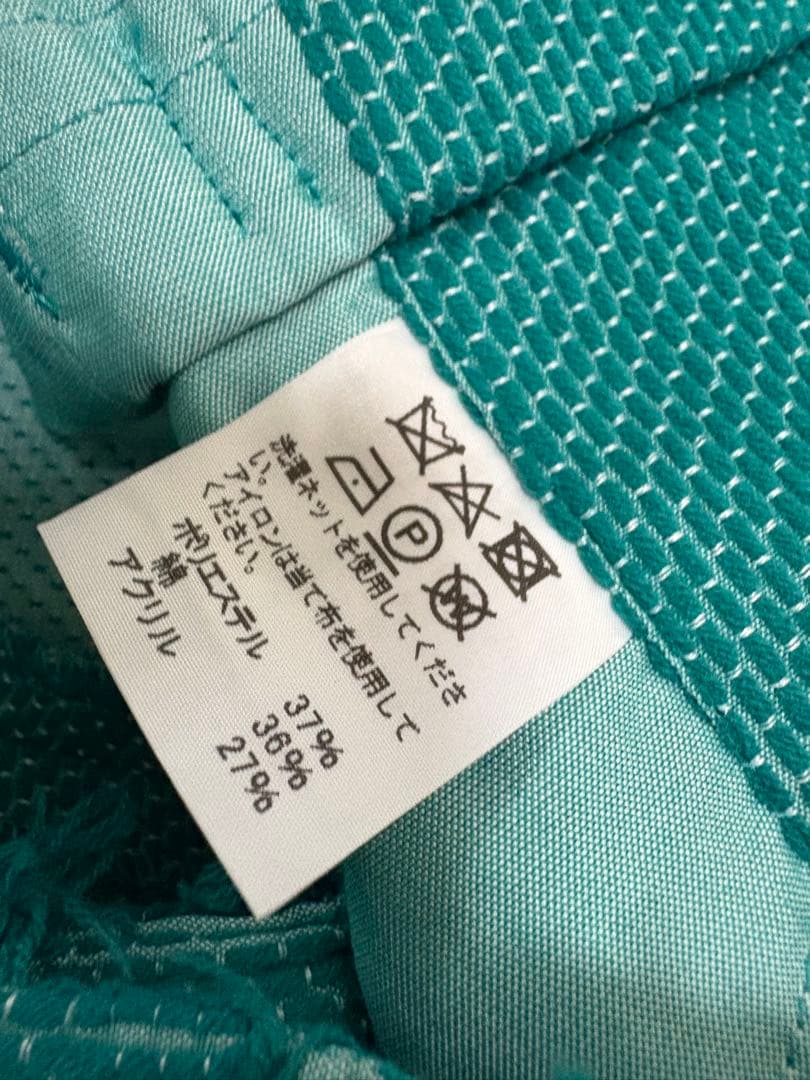 P
W
洗濯ネットを使用してくださ
い。
アイロンは当て布を使用して
ください。
ポリエステル 37%
綿 36%
アクリル 27%